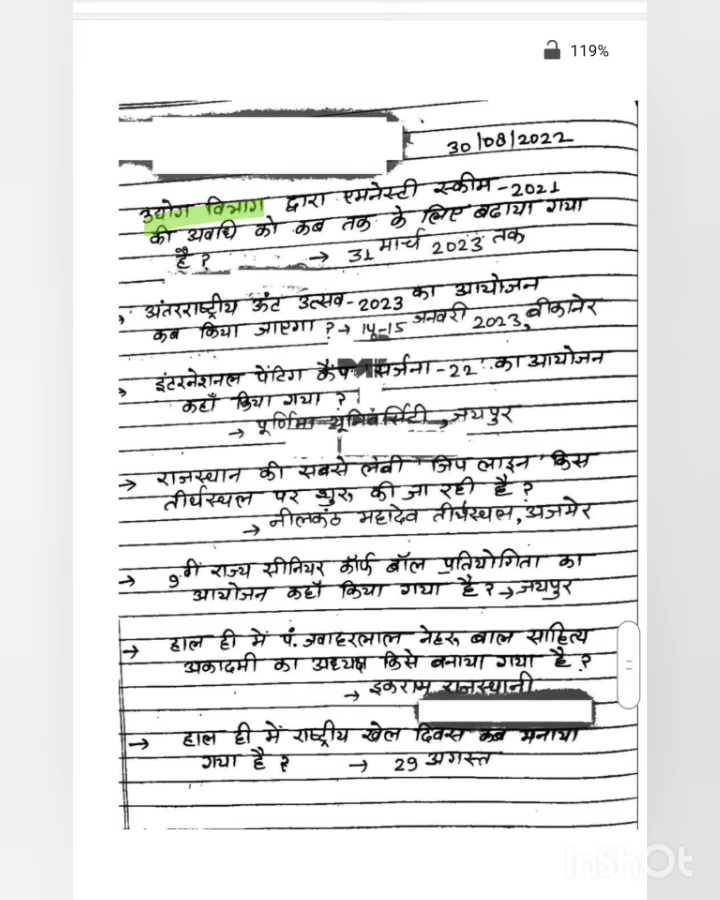 119%
30/08/2022
उद्योग विभाग द्वारा एमनेस्टी स्कीम-2021
की अवधि को कब तक के लिए बढाया गया
है? → 31 मार्च 2023 तक
अंतरराष्ट्रीय ऊंट उत्सव-2023 का आयोजन
कब किया जाएगा? → 14-15 जनवरी 2023, बीकानेर
इंटरनेशनल पेंटिग कैंप सर्जना-22' का आयोजन
कहाँ किया गया?
→ पूर्णिमा यूनिवर्सिटी, जयपुर
→ राजस्थान की सबसे लंबी 'जिप लाइन' किस
तीर्थस्थल पर शुरू की जा रही है?
→ नीलकंठ महादेव तीर्थस्थल, अजमेर
→ 9वीं राज्य सीनियर कॉर्फ बॉल प्रतियोगिता का
आयोजन कहाँ किया गया है? → जयपुर
→ हाल ही में पं. जवाहरलाल नेहरू बाल साहित्य
अकादमी का अध्यक्ष किसे बनाया गया है?
→ इकराम राजस्थानी
→ हाल ही में राष्ट्रीय खेल दिवस कब मनाया
गया है? → 29 अगस्त
InShOt